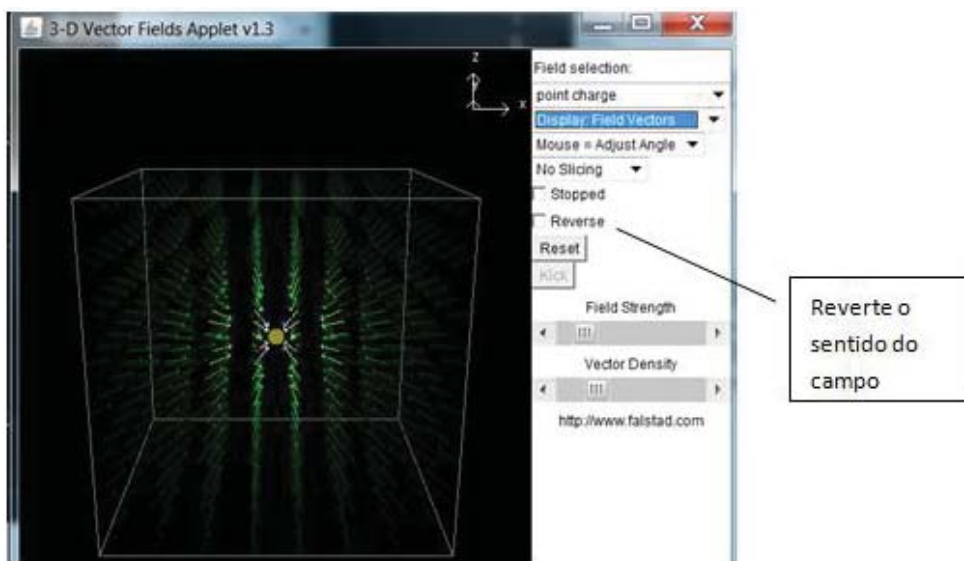 3-D Vector Fields Applet v1.3
z
y
x
Field selection:
point charge
Display: Field Vectors
Mouse = Adjust Angle
No Slicing
Stopped
Reverse
Reset
Kick
Field Strength
Vector Density
http://www.falstad.com
Reverte o
sentido do
campo